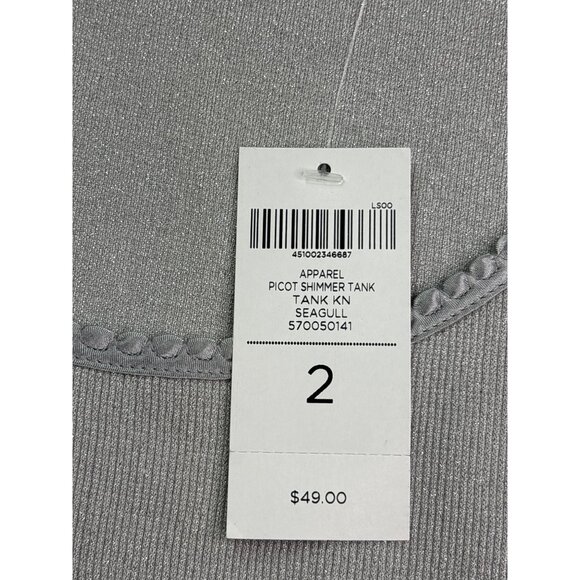 LS00
451002346687
APPAREL
PICOT SHIMMER TANK
TANK KN
SEAGULL
570050141
2
$49.00